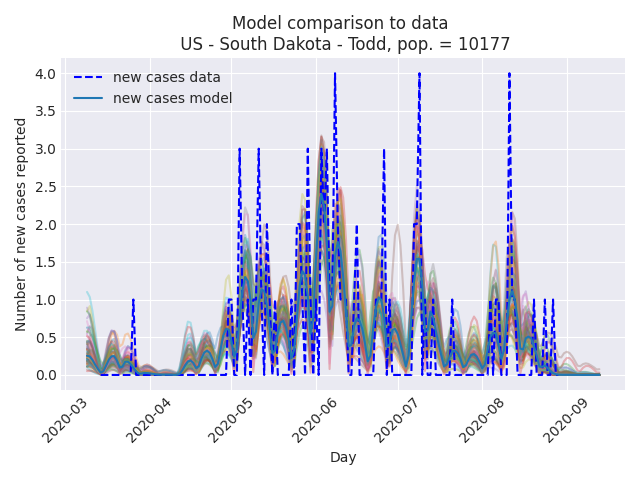 Model comparison to data
US - South Dakota - Todd, pop. = 10177
new cases data
new cases model
Number of new cases reported
4.0
3.5
3.0
2.5
2.0
1.5
1.0
0.5
0.0
2020-03
2020-04
2020-05
2020-06
2020-07
2020-08
2020-09
Day